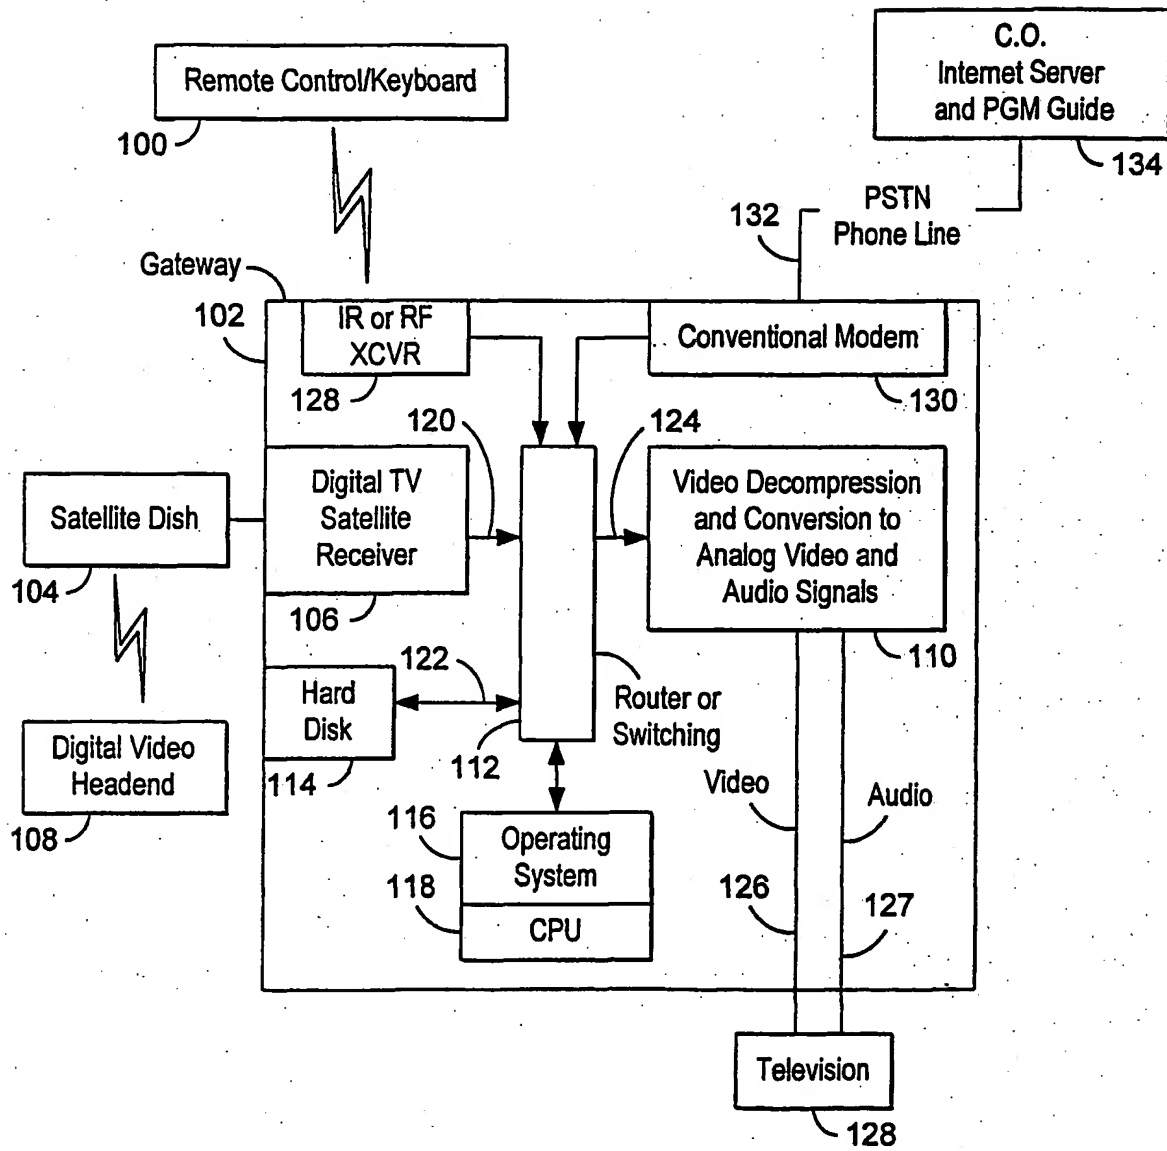 C.O.
Internet Server
and PGM Guide
134
Remote Control/Keyboard
100
PSTN
Phone Line
132
Gateway
102
IR or RF
XCVR
128
Conventional Modem
130
120
124
Digital TV
Satellite
Receiver
106
Video Decompression
and Conversion to
Analog Video and
Audio Signals
110
Satellite Dish
104
122
Hard
Disk
114
112
Router or
Switching
Digital Video
Headend
108
Video
Audio
116
Operating
System
118
CPU
126
127
Television
128